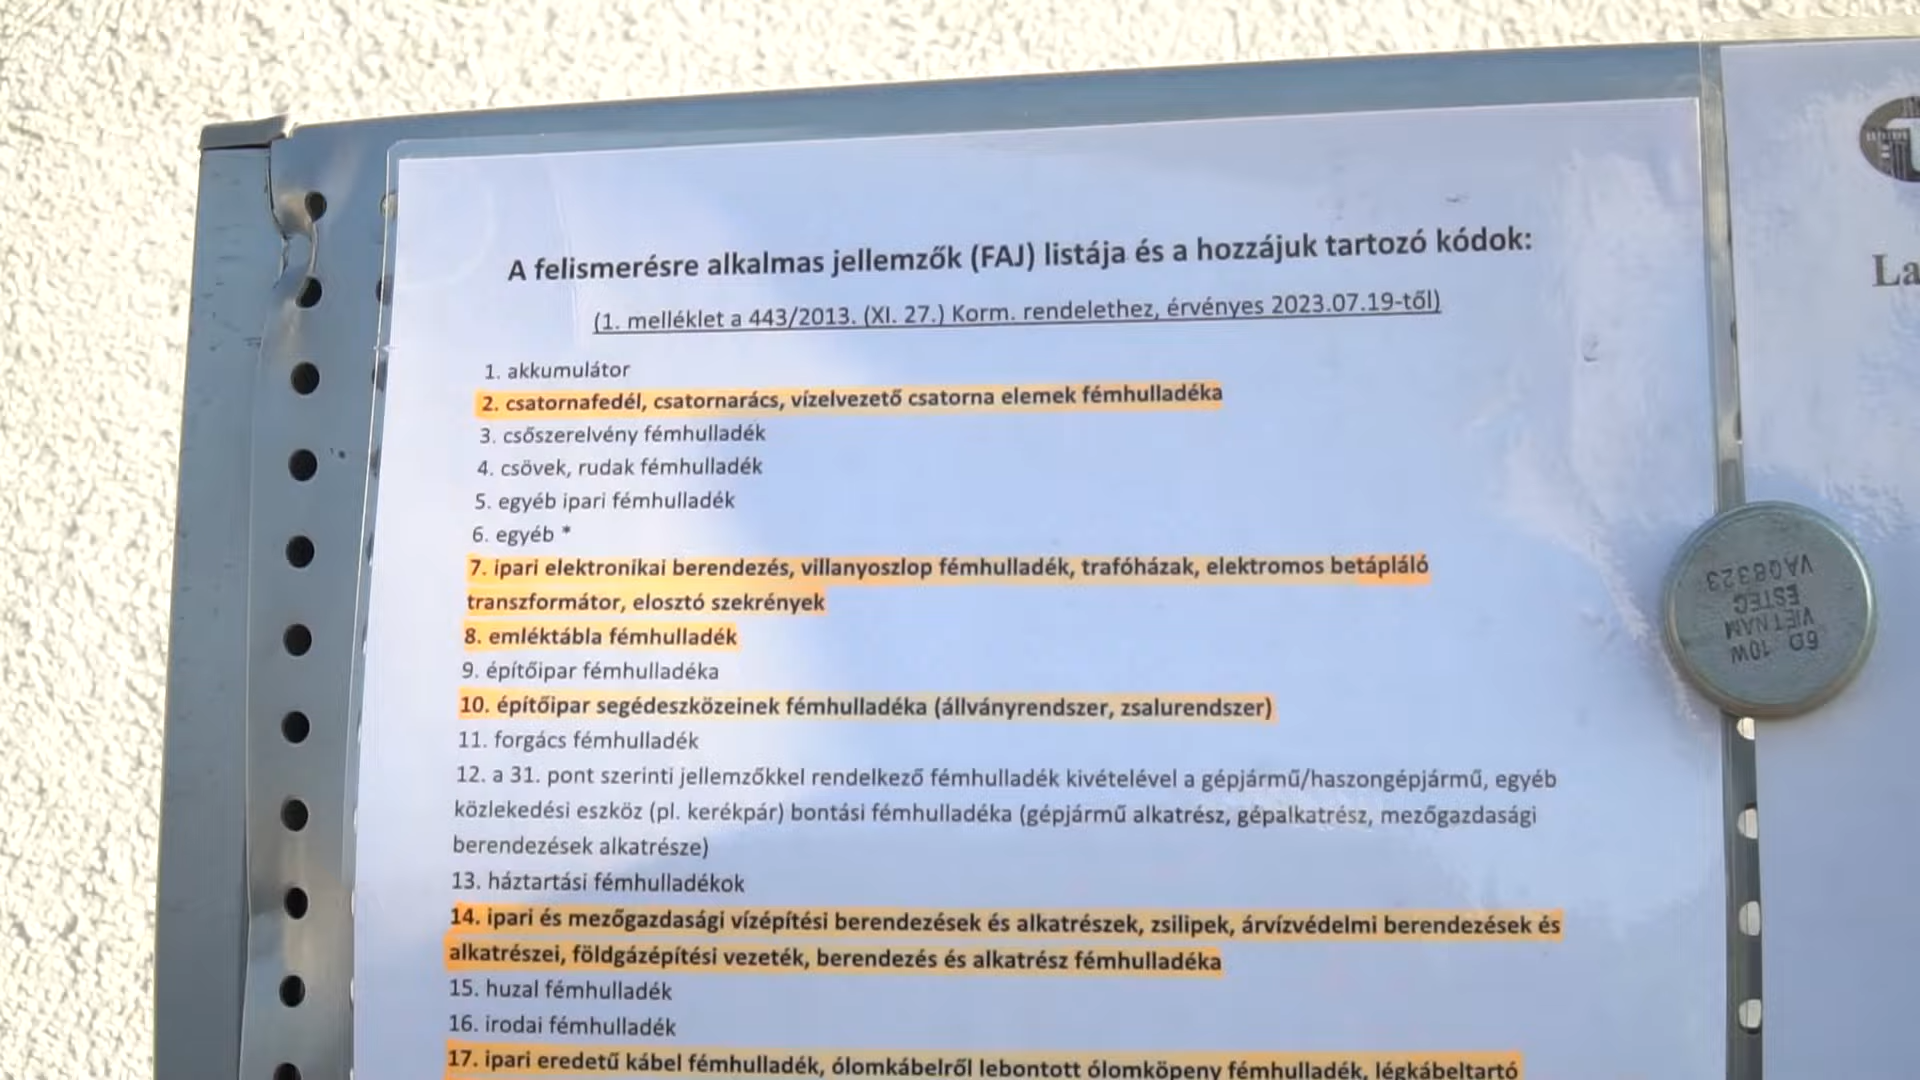 A felismerésre alkalmas jellemzők (FAJ) listája és a hozzájuk tartozó kódok:
(1. melléklet a 443/2013. (XI. 27.) Korm. rendelethez, érvényes 2023.07.19-től)
1. akkumulátor
2. csatornafedél, csatornarács, vízelvezető csatorna elemek fémhulladéka
3. csőszerelvény fémhulladék
4. csövek, rudak fémhulladék
5. egyéb ipari fémhulladék
6. egyéb *
7. ipari elektronikai berendezés, villanyoszlop fémhulladék, trafóházak, elektromos betápláló
transzformátor, elosztó szekrények
8. emléktábla fémhulladék
9. építőipar fémhulladéka
10. építőipar segédeszközeinek fémhulladéka (állványrendszer, zsalurendszer)
11. forgács fémhulladék
12. a 31. pont szerinti jellemzőkkel rendelkező fémhulladék kivételével a gépjármű/haszongépjármű, egyéb
közlekedési eszköz (pl. kerékpár) bontási fémhulladéka (gépjármű alkatrész, gépalkatrész, mezőgazdasági
berendezések alkatrésze)
13. háztartási fémhulladékok
14. ipari és mezőgazdasági vízépítési berendezések és alkatrészek, zsilipek, árvízvédelmi berendezések és
alkatrészei, földgázépítési vezeték, berendezés és alkatrész fémhulladéka
15. huzal fémhulladék
16. irodai fémhulladék
17. ipari eredetű kábel fémhulladék, ólomkábelről lebontott ólomköpeny fémhulladék, légkábeltartó
La
6Ω 10W
VIETNAM
ESTEC
VAQ8323